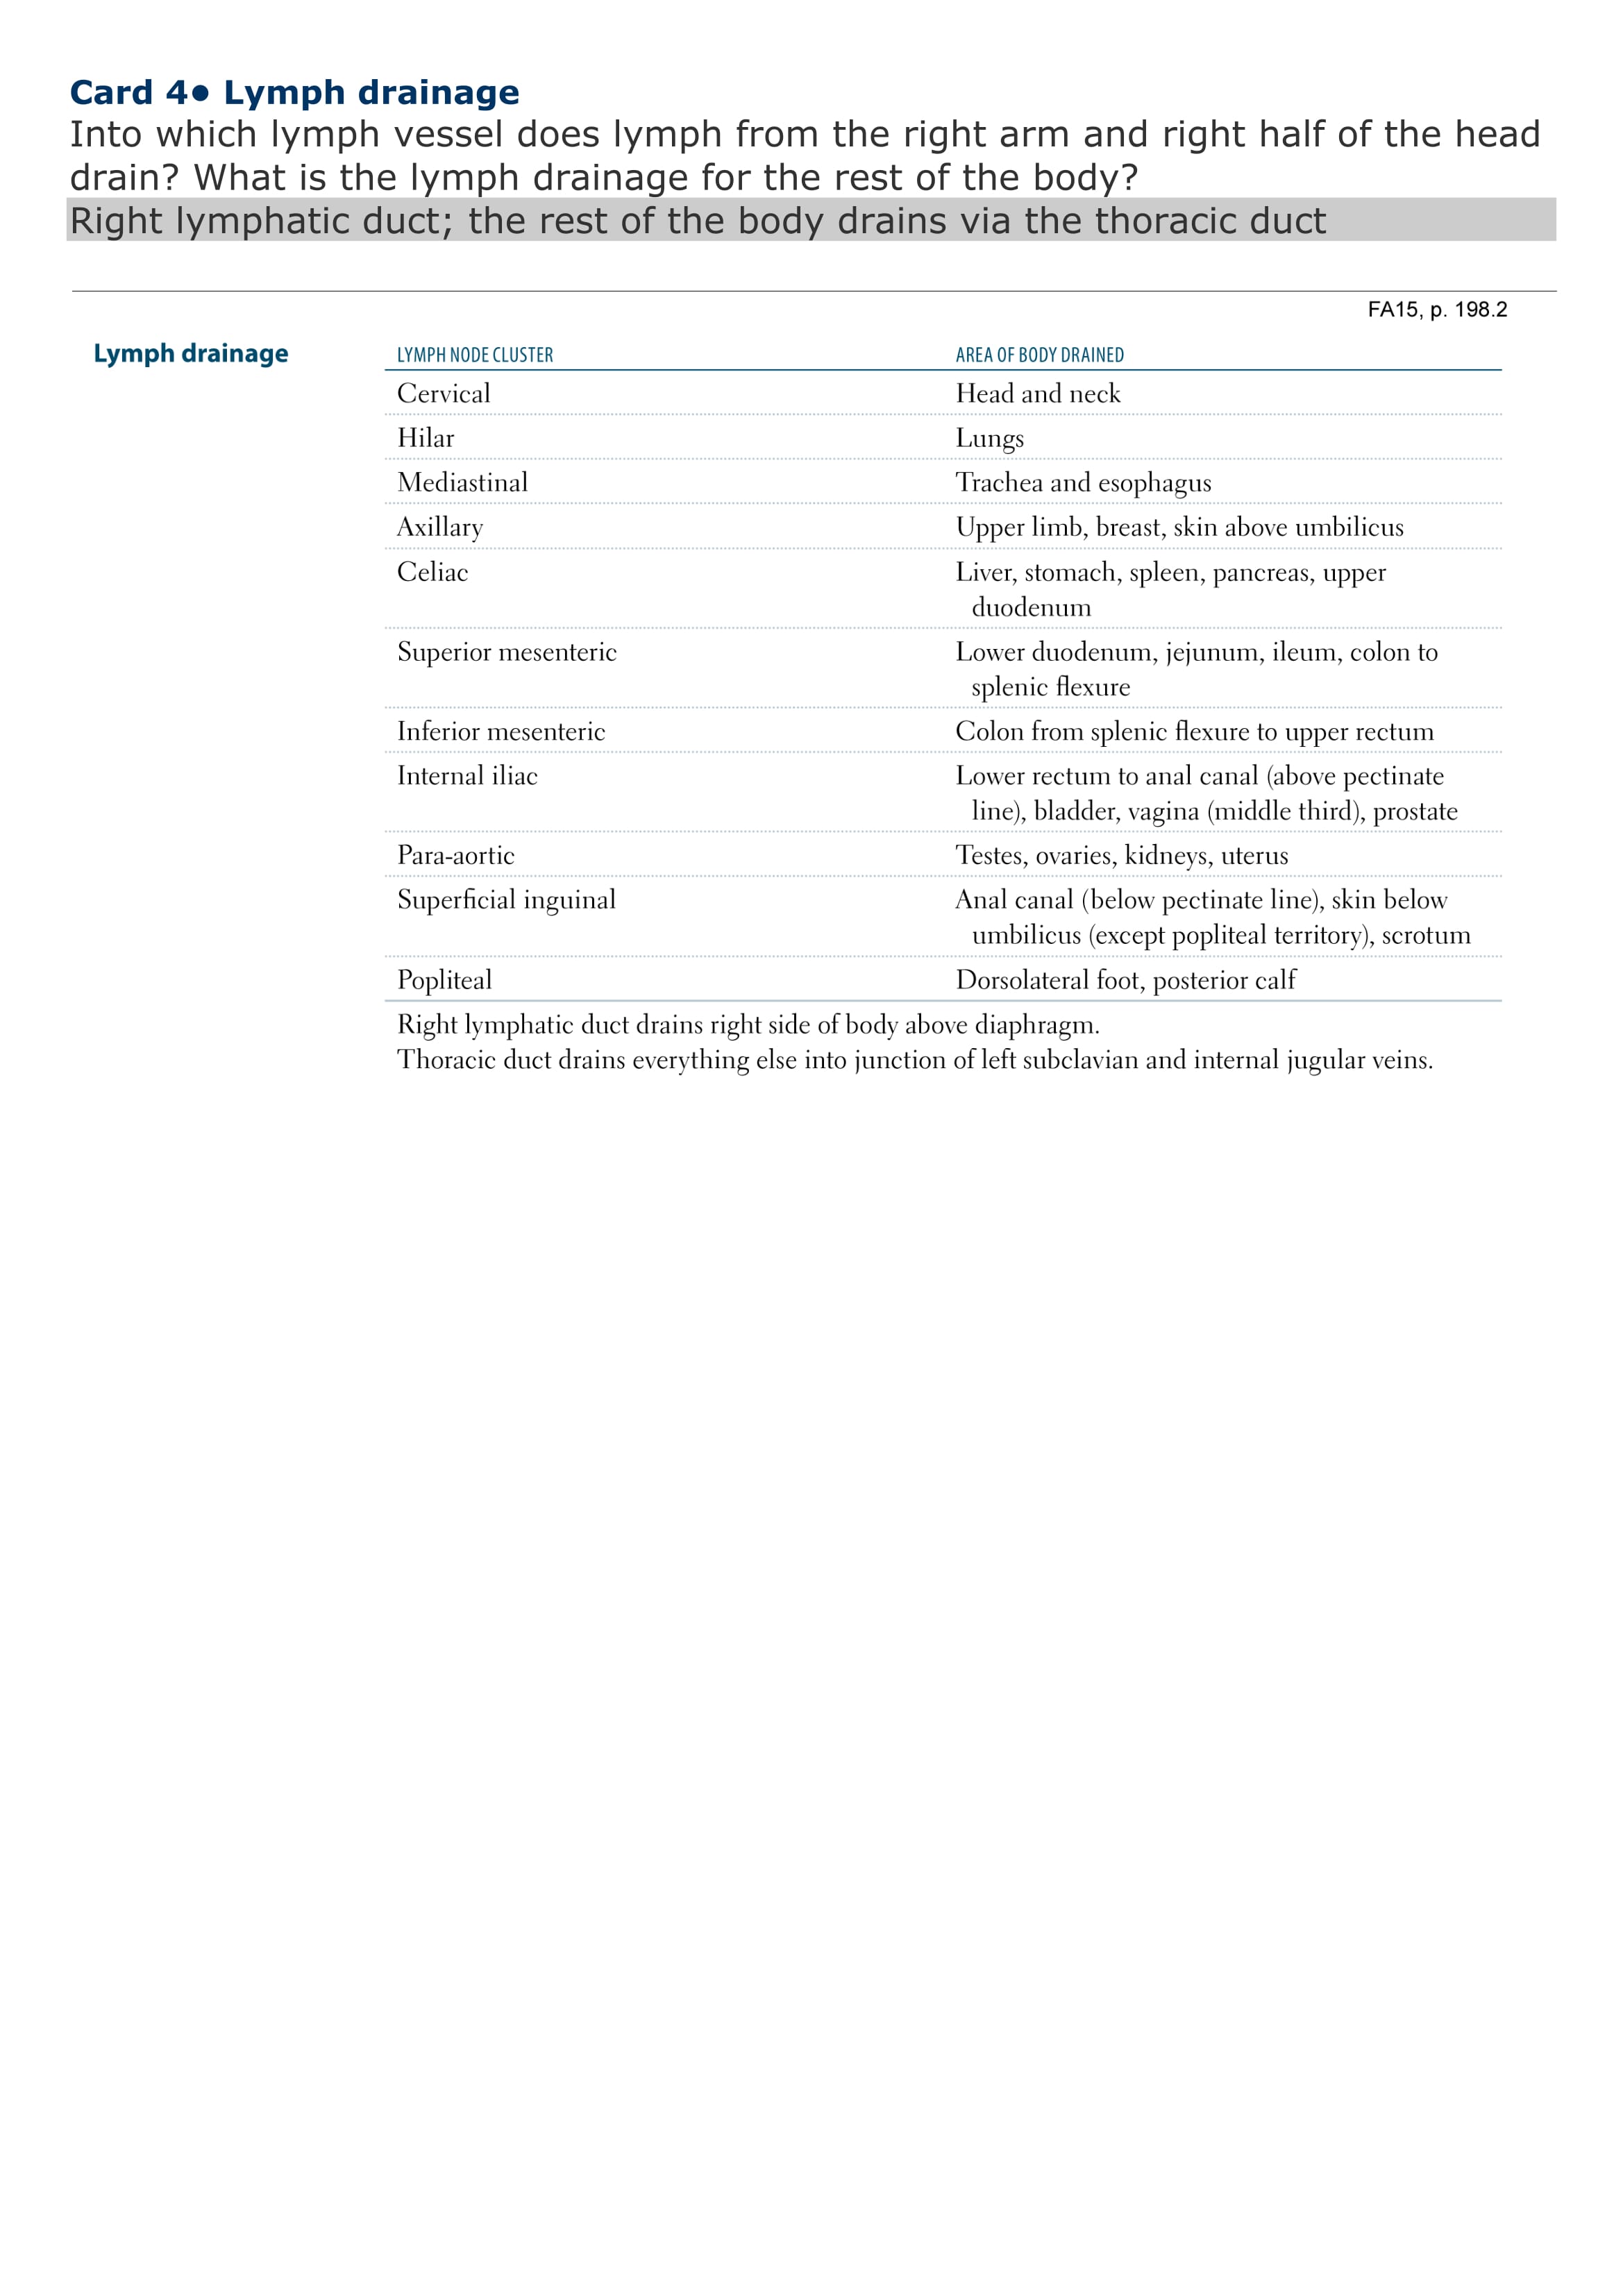 Card 4• Lymph drainage
Into which lymph vessel does lymph from the right arm and right half of the head
drain? What is the lymph drainage for the rest of the body?
Right lymphatic duct; the rest of the body drains via the thoracic duct
FA15, p. 198.2
Lymph drainage LYMPH NODE CLUSTER AREA OF BODY DRAINED
Cervical Head and neck
Hilar Lungs
Mediastinal Trachea and esophagus
Axillary Upper limb, breast, skin above umbilicus
Celiac Liver, stomach, spleen, pancreas, upper
duodenum
Superior mesenteric Lower duodenum, jejunum, ileum, colon to
splenic flexure
Inferior mesenteric Colon from splenic flexure to upper rectum
Internal iliac Lower rectum to anal canal (above pectinate
line), bladder, vagina (middle third), prostate
Para-aortic Testes, ovaries, kidneys, uterus
Superficial inguinal Anal canal (below pectinate line), skin below
umbilicus (except popliteal territory), scrotum
Popliteal Dorsolateral foot, posterior calf
Right lymphatic duct drains right side of body above diaphragm.
Thoracic duct drains everything else into junction of left subclavian and internal jugular veins.